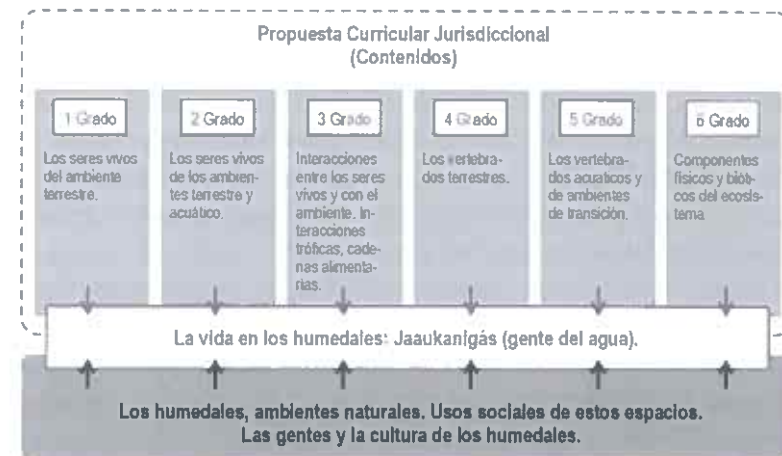 Propuesta Curricular Jurisdiccional
(Contenidos)
1 Grado
Los seres vivos
del ambiente
terrestre.
2 Grado
Los seres vivos
de los ambien-
tes terrestre y
acuático.
3 Grado
Interacciones
entre los seres
vivos y con el
ambiente. In-
teracciones
tróficas, cade-
nas alimenta-
rias.
4 Grado
Los vertebra-
dos terrestres.
5 Grado
Los vertebra-
dos acuaticos y
de ambientes
de transición.
6 Grado
Componentes
físicos y bióti-
cos del ecosis-
tema
La vida en los humedales: Jaaukanigás (gente del agua).
Los humedales, ambientes naturales. Usos sociales de estos espacios.
Las gentes y la cultura de los humedales.